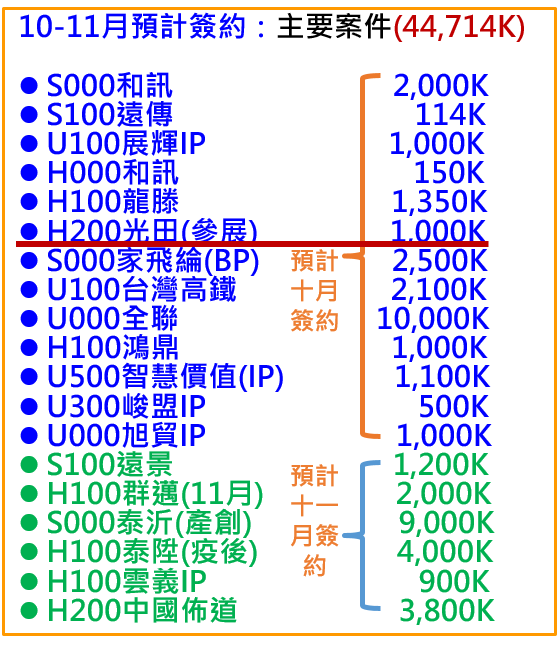 10-11月預計簽約：主要案件(44,714K)
● S000和訊 2,000K
● S100遠傳 114K
● U100展輝IP 1,000K
● H000和訊 150K
● H100龍滕 1,350K
● H200光田(參展) 1,000K
● S000家飛綸(BP) 2,500K
● U100台灣高鐵 2,100K
● U000全聯 10,000K
● H100鴻鼎 1,000K
● U500智慧價值(IP) 1,100K
● U300峻盟IP 500K
● U000旭貿IP 1,000K
預計
十月
簽約
● S100遠景 1,200K
● H100群邁(11月) 2,000K
● S000泰沂(產創) 9,000K
● H100泰陞(疫後) 4,000K
● H100雲義IP 900K
● H200中國佈道 3,800K
預計
十一
月簽
約